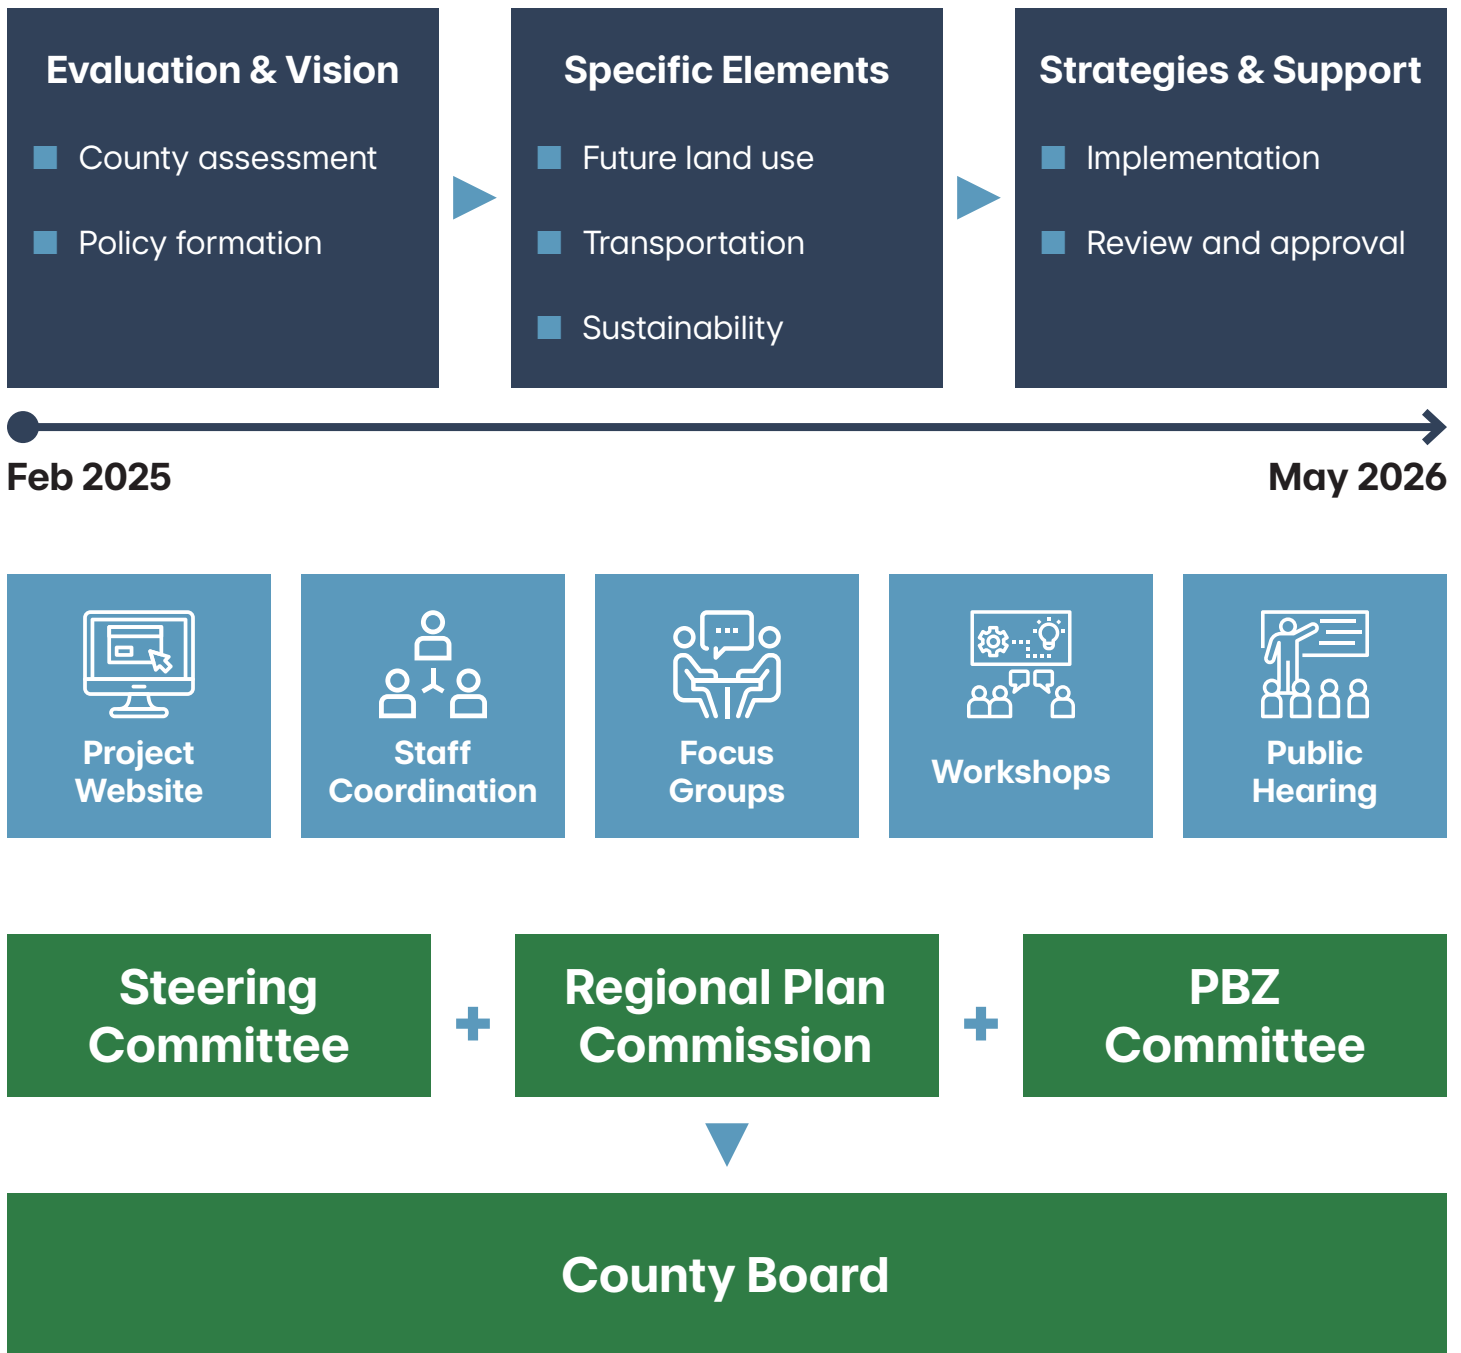 Evaluation & Vision
County assessment
Policy formation
Specific Elements
Future land use
Transportation
Sustainability
Strategies & Support
Implementation
Review and approval
Feb 2025
May 2026
Project
Website
Staff
Coordination
Focus
Groups
Workshops
Public
Hearing
Steering
Committee
Regional Plan
Commission
PBZ
Committee
County Board